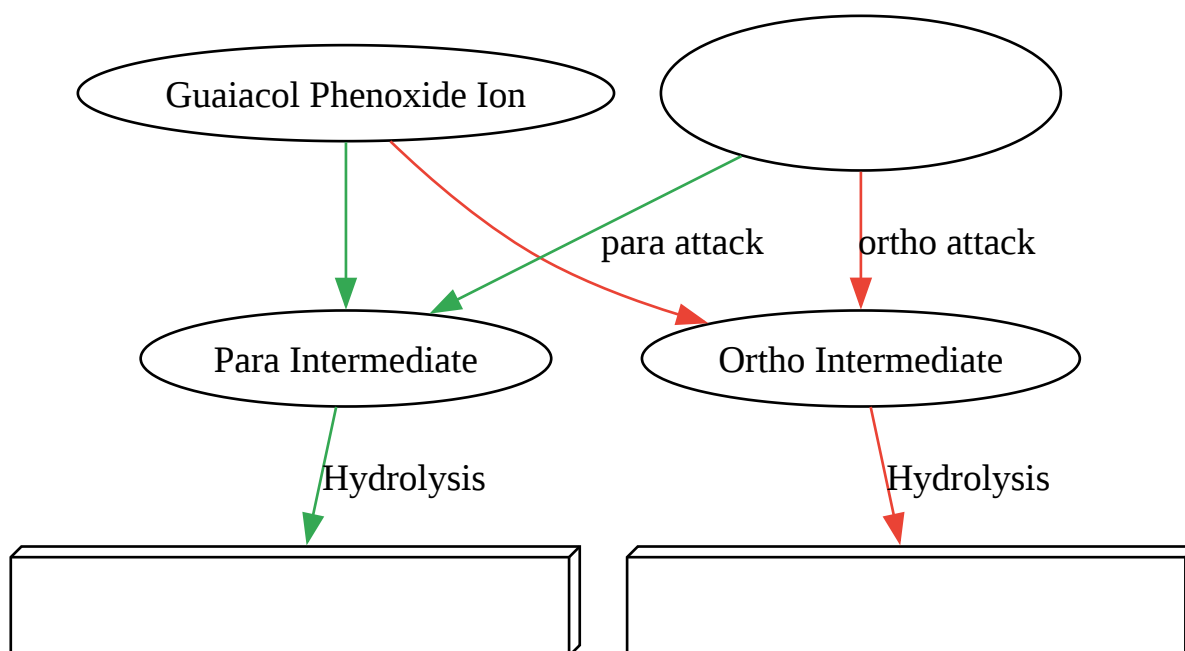 Guaiacol Phenoxide Ion
para attack
ortho attack
Para Intermediate
Ortho Intermediate
Hydrolysis
Hydrolysis